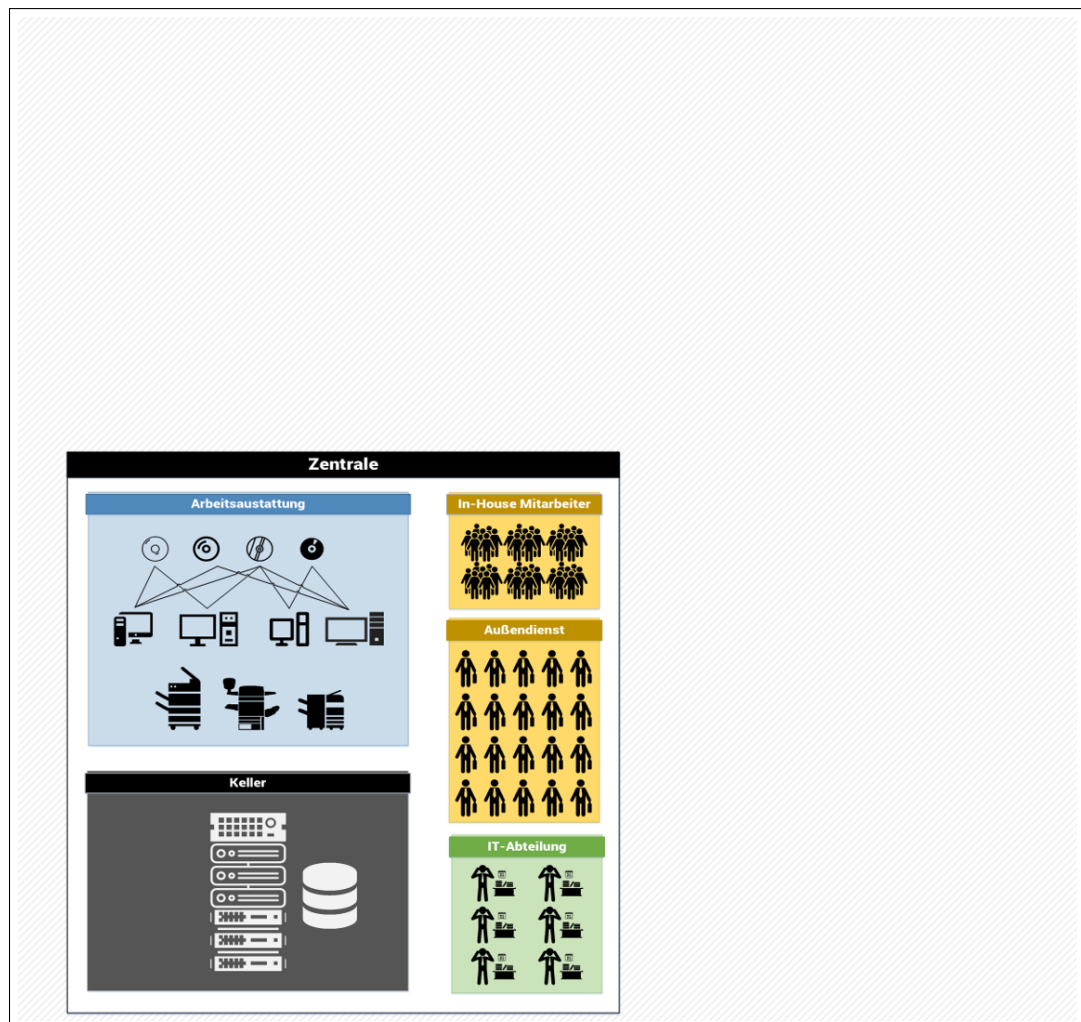 Zentrale
Arbeitsaustattung
In-House Mitarbeiter
Außendienst
Keller
IT-Abteilung